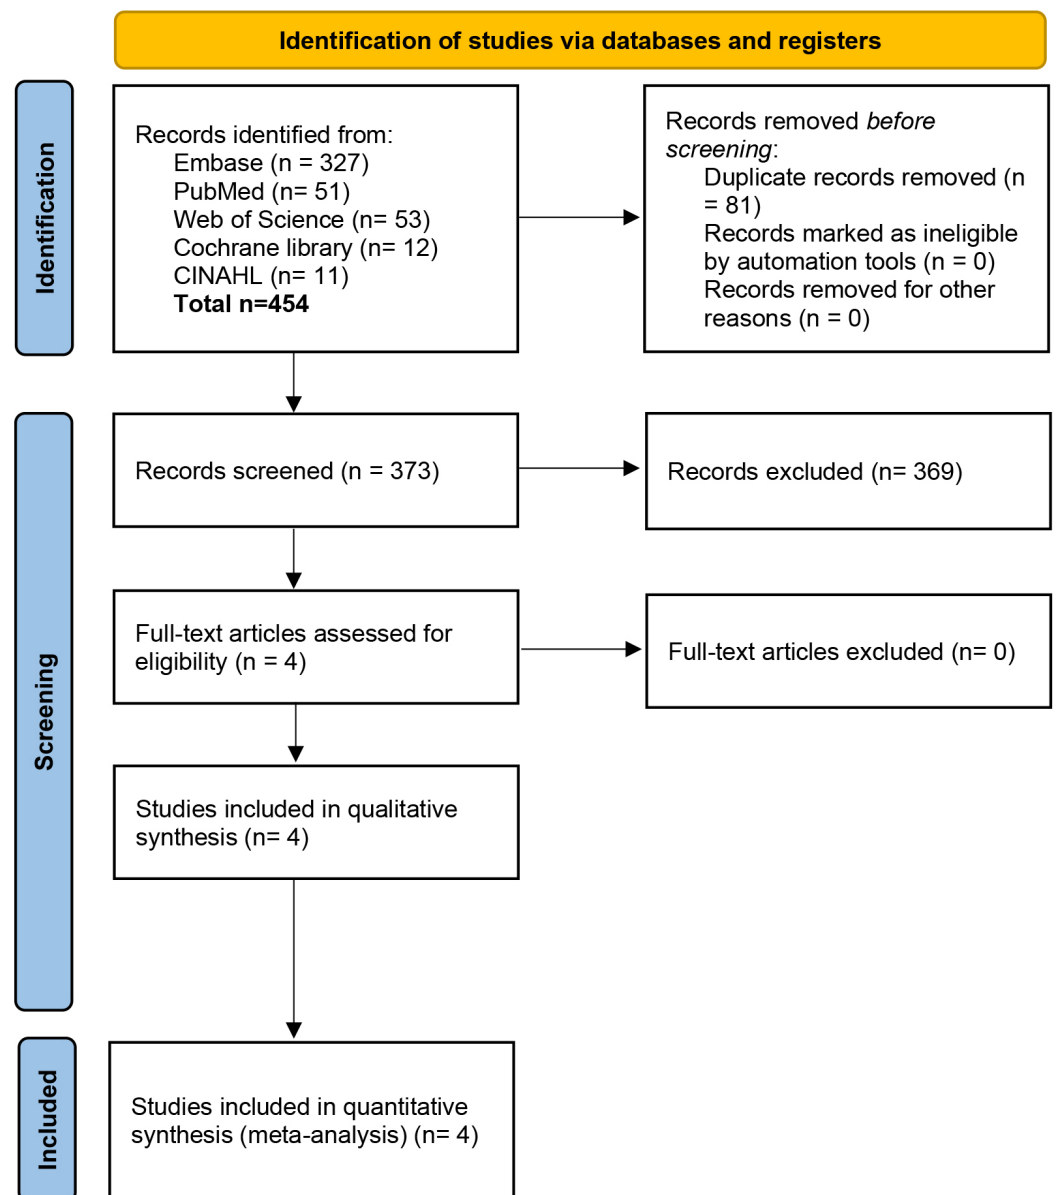 Identification of studies via databases and registers
Identification
Records identified from:
Embase (n = 327)
PubMed (n= 51)
Web of Science (n= 53)
Cochrane library (n= 12)
CINAHL (n= 11)
Total n=454
Records removed before
screening:
Duplicate records removed (n
= 81)
Records marked as ineligible
by automation tools (n = 0)
Records removed for other
reasons (n = 0)
Screening
Records screened (n = 373)
Records excluded (n= 369)
Full-text articles assessed for
eligibility (n = 4)
Full-text articles excluded (n= 0)
Studies included in qualitative
synthesis (n= 4)
Included
Studies included in quantitative
synthesis (meta-analysis) (n= 4)